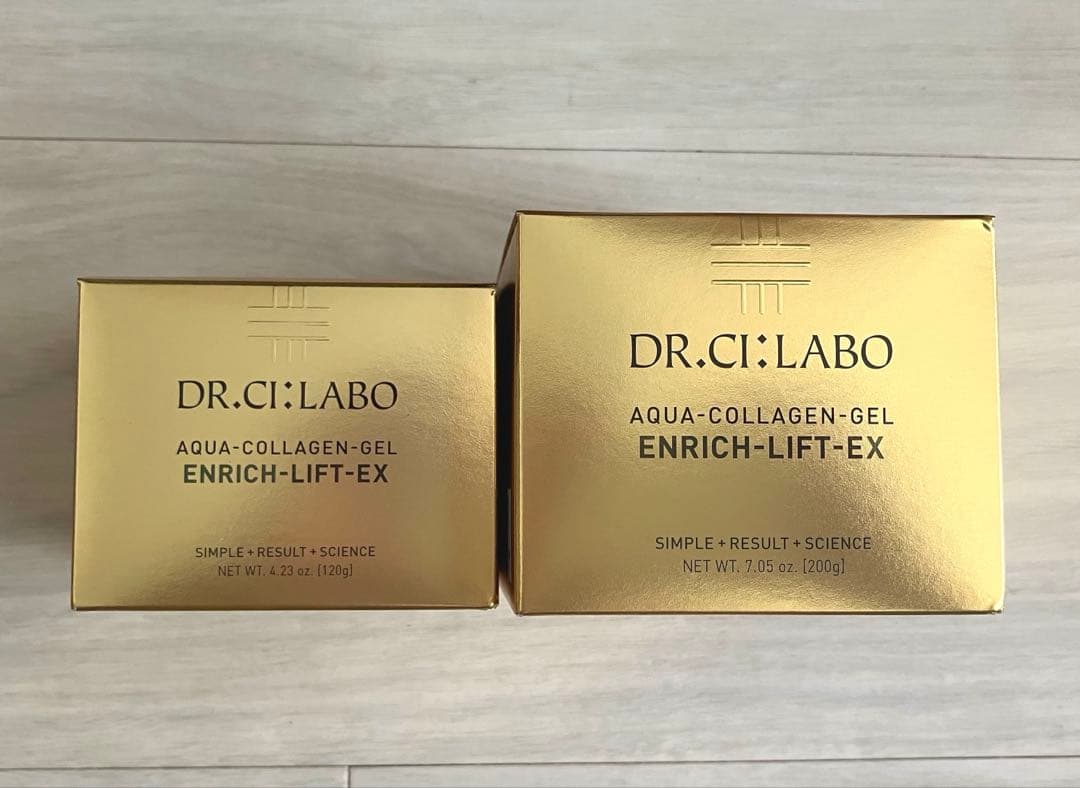 DR.CI:LABO
AQUA-COLLAGEN-GEL
ENRICH-LIFT-EX
SIMPLE+RESULT+SCIENCE
NET WT. 4.23 oz. [120g]
DR.CI:LABO
AQUA-COLLAGEN-GEL
ENRICH-LIFT-EX
SIMPLE+RESULT+SCIENCE
NET WT. 7.05 oz. [200g]